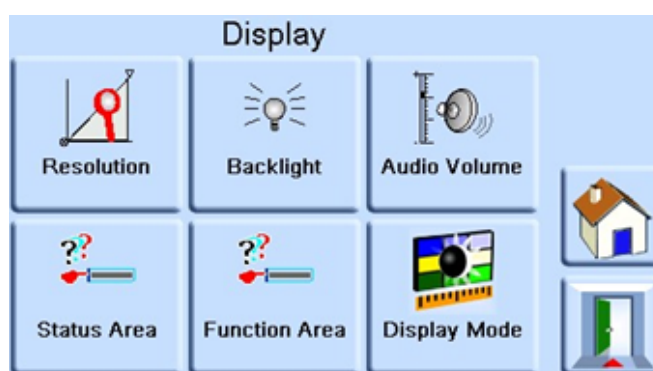 Display
Resolution
Backlight
Audio Volume
??
??
Status Area
Function Area
Display Mode